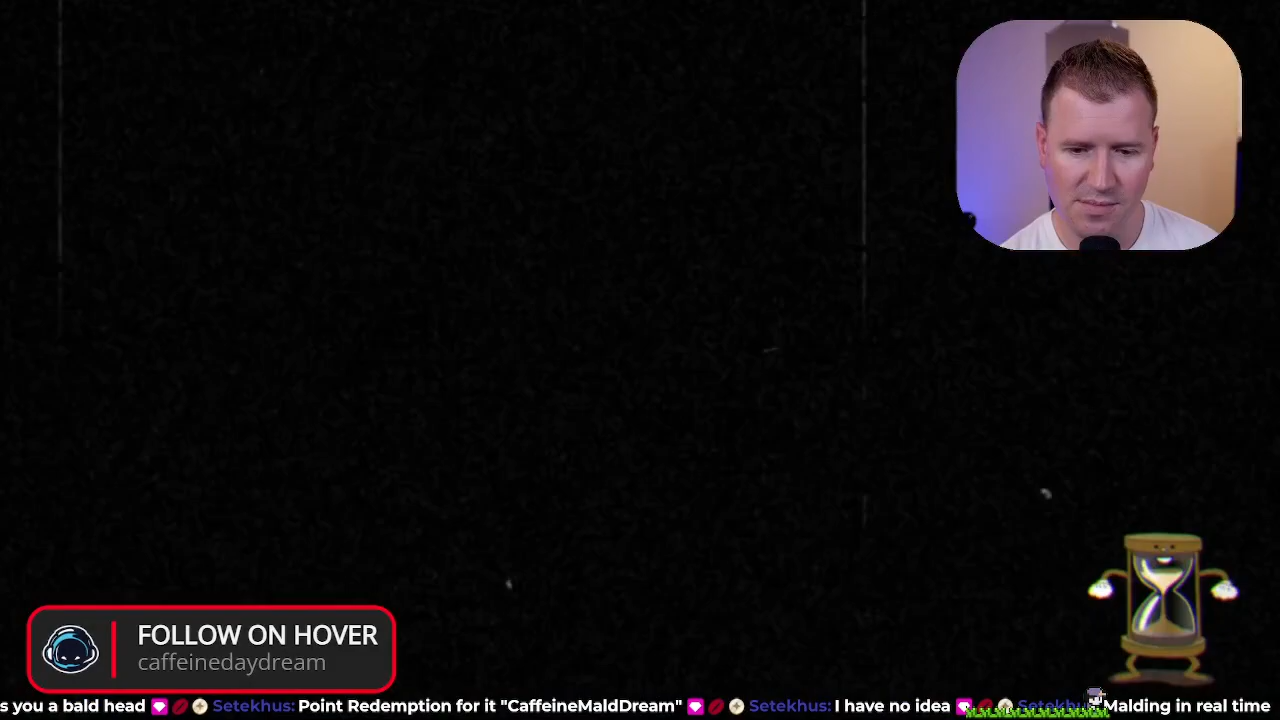 FOLLOW ON HOVER
caffeinedaydream
s you a bald head Setekhus: Point Redemption for it "CaffeineMaldDream" Setekhus: I have no idea Setekhus: Malding in real time